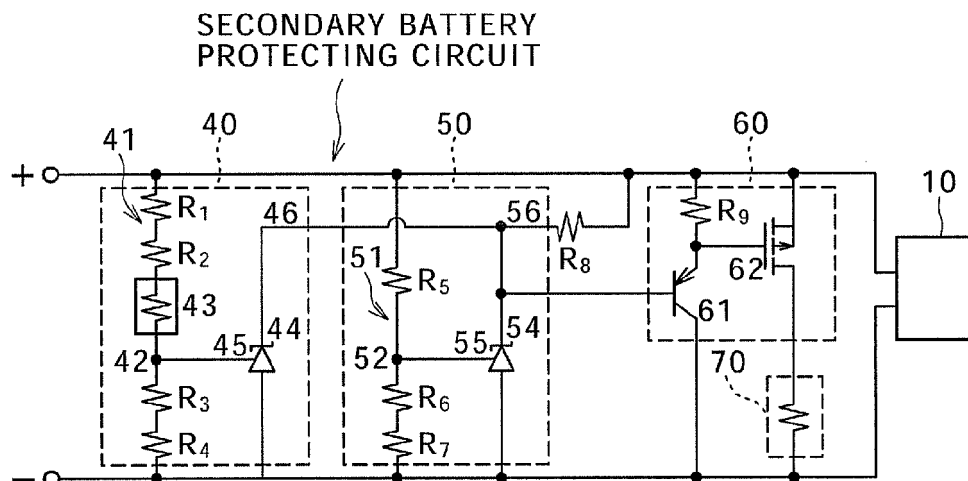 SECONDARY BATTERY
PROTECTING CIRCUIT
41 40 50 60 10
+
R1 46 56 R9
R2 R8 62
43 51 R5 61
44 54
42 45 52 55 70
R3 R6
R4 R7
−